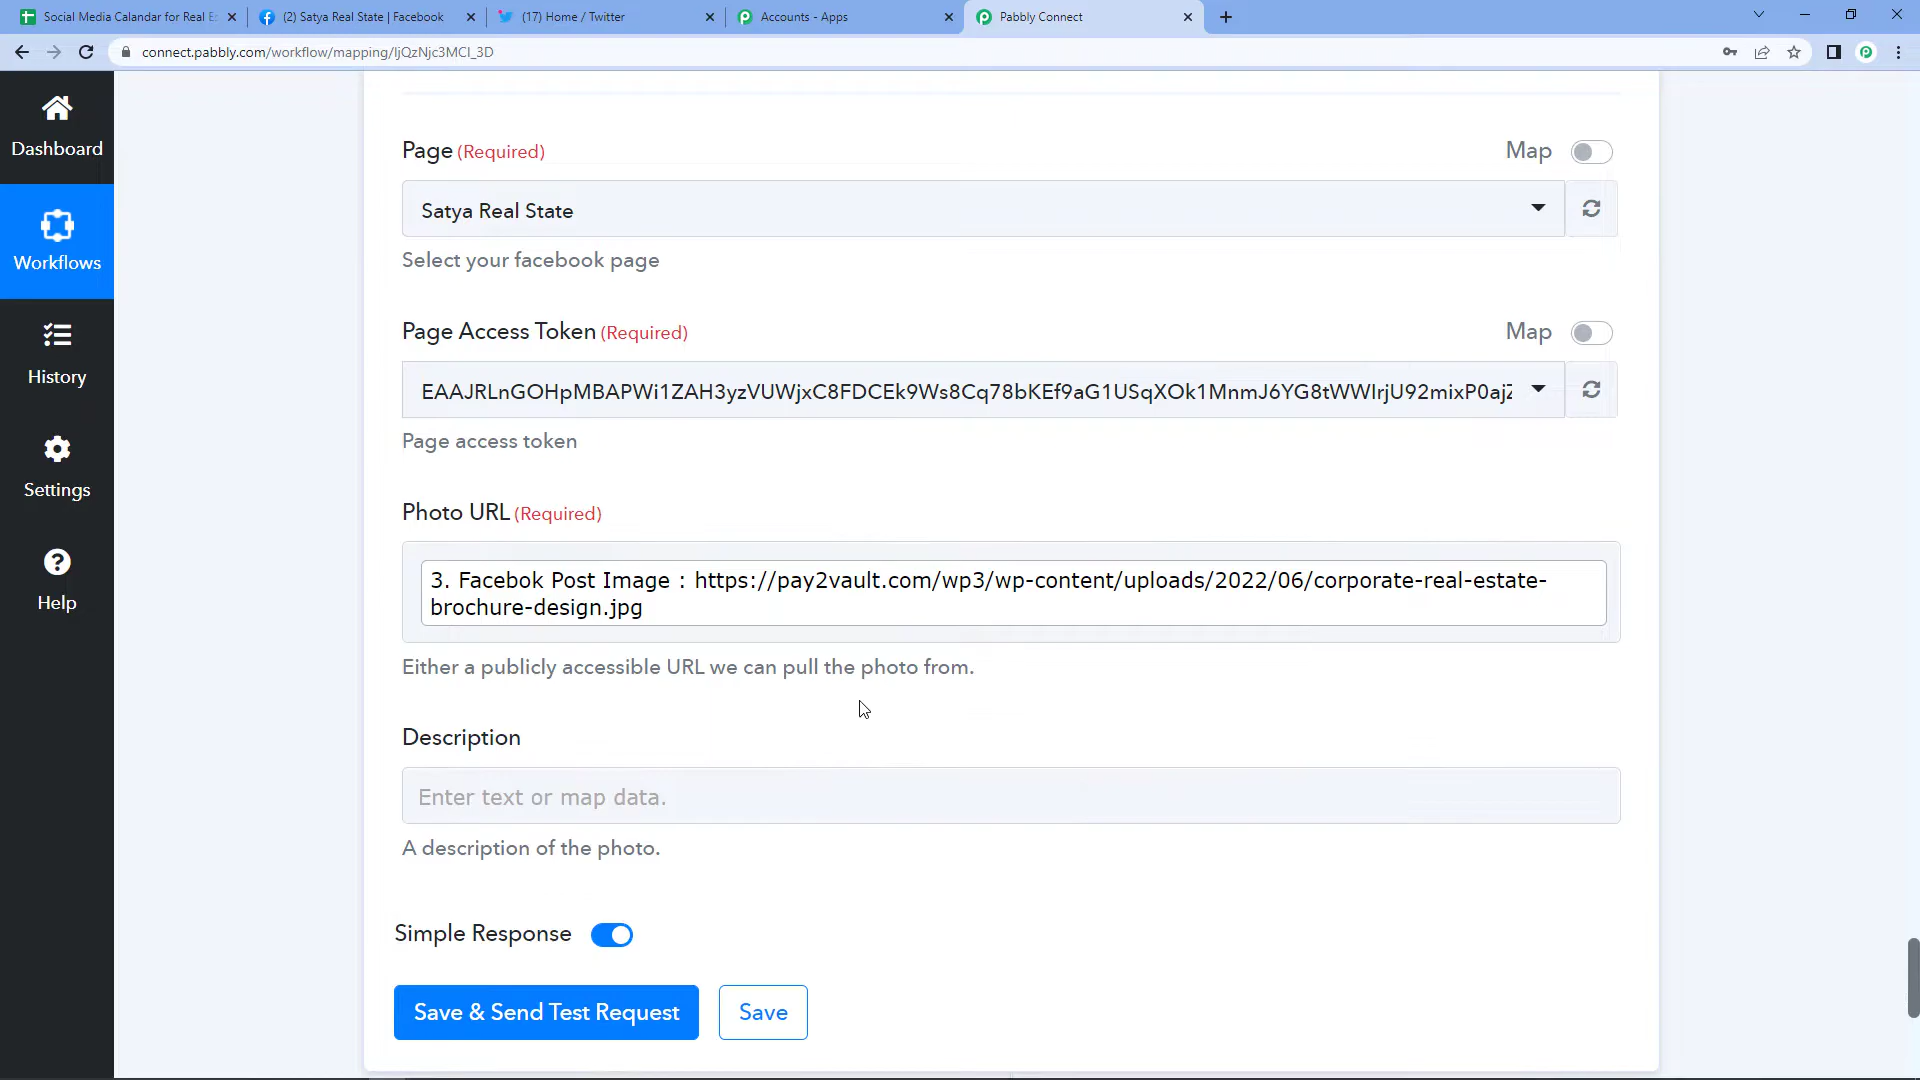 Social Media Calandar for Real E
(2) Satya Real State | Facebook
(17) Home / Twitter
Accounts - Apps
Pabbly Connect
connect.pabbly.com/workflow/mapping/IjQzNjc3MCI_3D
Dashboard
Workflows
History
Settings
Help
Page (Required)
Map
Satya Real State
Select your facebook page
Page Access Token (Required)
Map
EAAJRLnGOHpMBAPWi1ZAH3yzVUWjxC8FDCEk9Ws8Cq78bKEf9aG1USqXOk1MnmJ6YG8tWWIrjU92mixP0ajZ
Page access token
Photo URL (Required)
3. Facebok Post Image : https://pay2vault.com/wp3/wp-content/uploads/2022/06/corporate-real-estate-
brochure-design.jpg
Either a publicly accessible URL we can pull the photo from.
Description
Enter text or map data.
A description of the photo.
Simple Response
Save & Send Test Request
Save